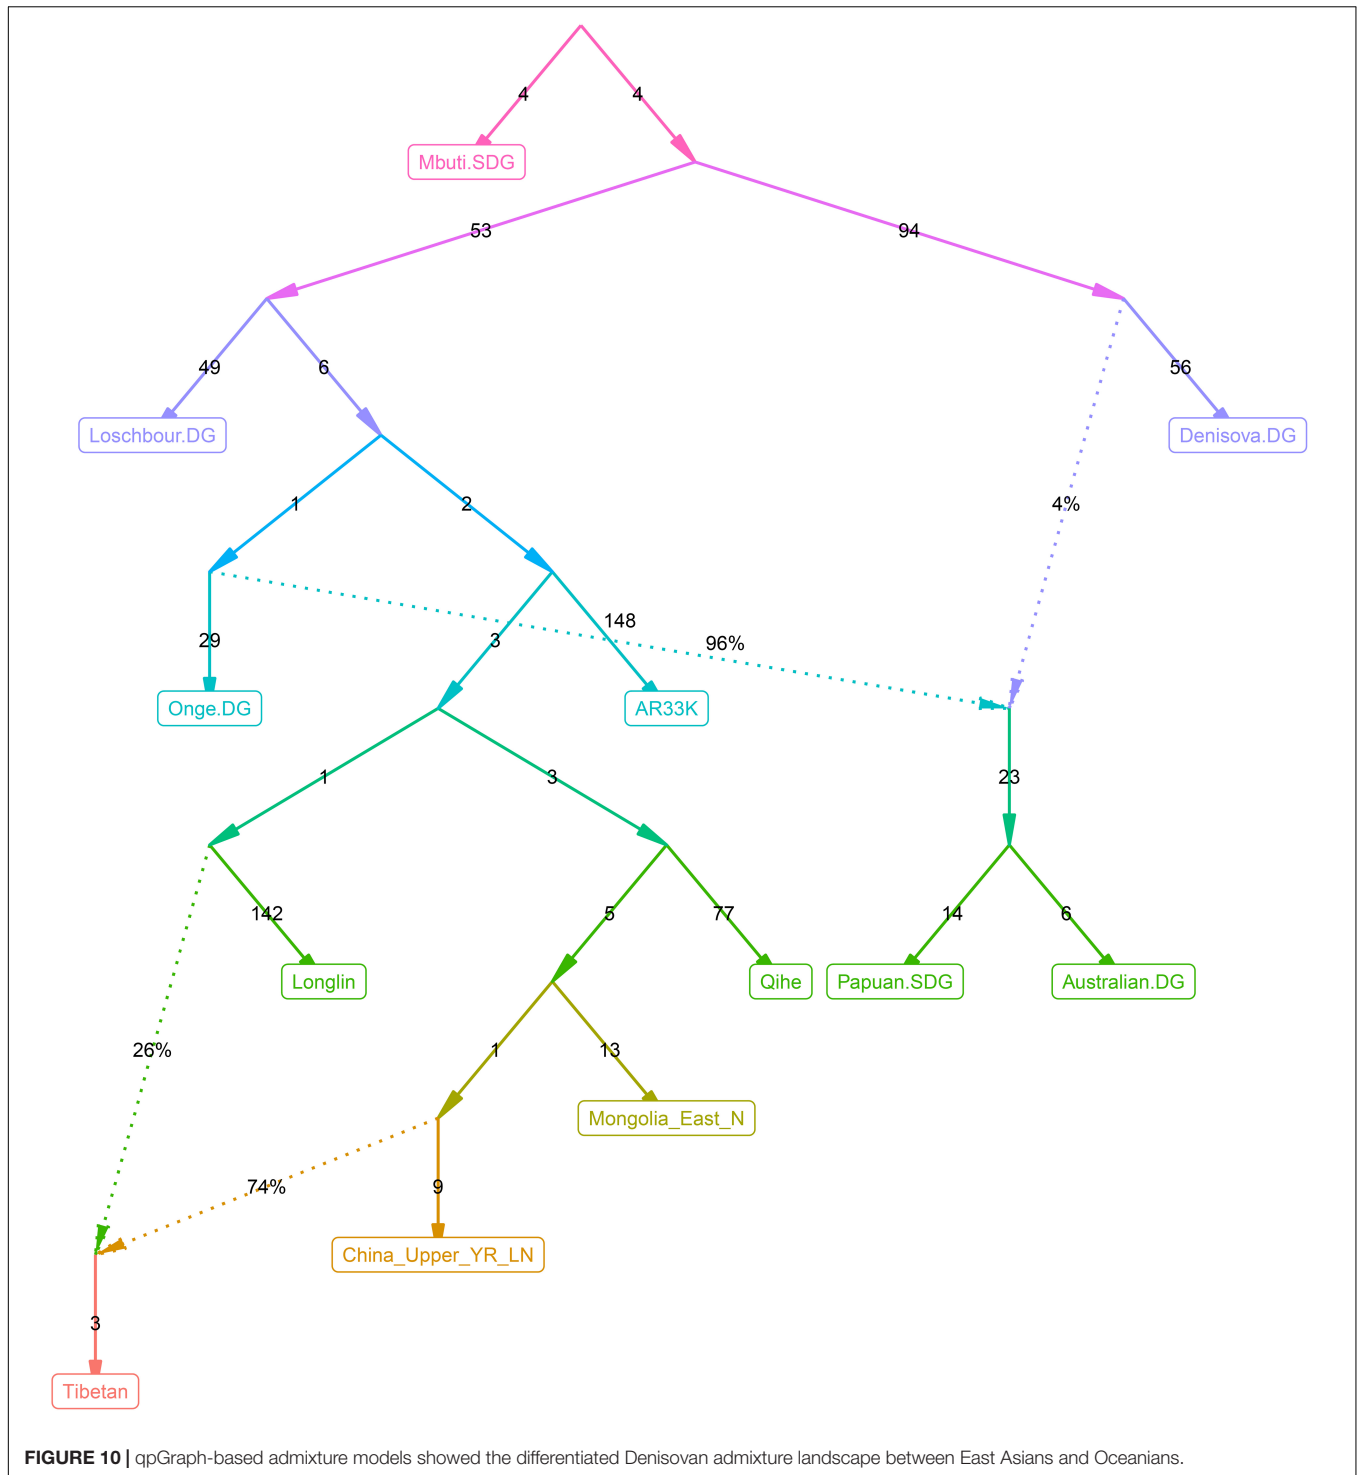 4 4
Mbuti.SDG
53 94
49 6 56
Loschbour.DG Denisova.DG
1 2 4%
29 3 148 96%
Onge.DG AR33K
1 3 23
142 5 77 14 6
Longlin Qihe Papuan.SDG Australian.DG
26% 1 13
Mongolia_East_N
74% 9
China_Upper_YR_LN
3
Tibetan
FIGURE 10 | qpGraph-based admixture models showed the differentiated Denisovan admixture landscape between East Asians and Oceanians.